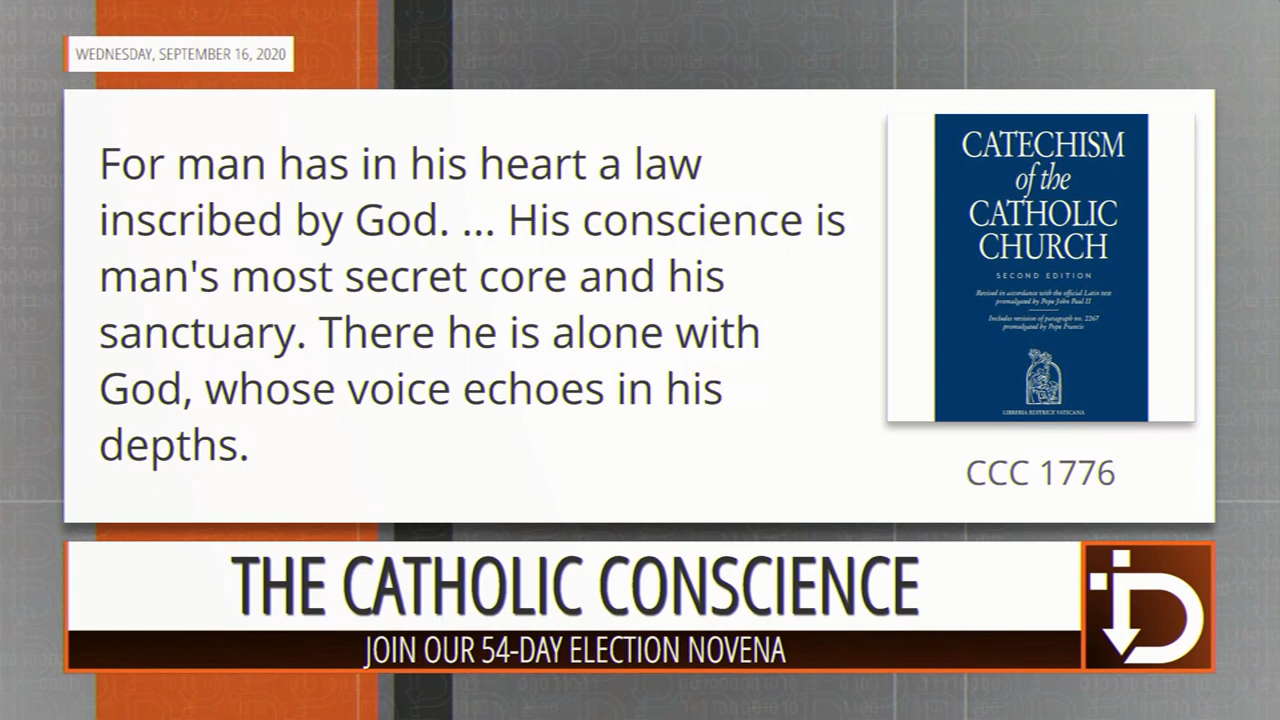 WEDNESDAY, SEPTEMBER 16, 2020
For man has in his heart a law
inscribed by God. ... His conscience is
man's most secret core and his
sanctuary. There he is alone with
God, whose voice echoes in his
depths.
CATECHISM
of the
CATHOLIC
CHURCH
SECOND EDITION
Revised in accordance with the official Latin text
promulgated by Pope John Paul II
Includes revision of paragraph no. 2267
promulgated by Pope Francis
LIBRERIA EDITRICE VATICANA
CCC 1776
THE CATHOLIC CONSCIENCE
JOIN OUR 54-DAY ELECTION NOVENA
D